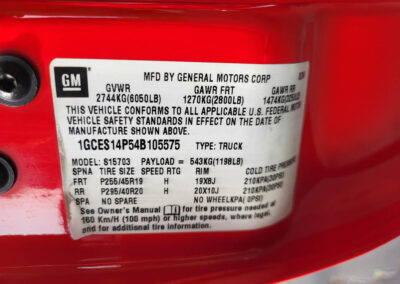 GM
MFD BY GENERAL MOTORS CORP
GVWR GAWR FRT GAWR RR
2744KG(6050LB) 1270KG(2800LB) 1474KG(3250LB)
THIS VEHICLE CONFORMS TO ALL APPLICABLE U.S. FEDERAL MOTOR
VEHICLE SAFETY STANDARDS IN EFFECT ON THE DATE OF
MANUFACTURE SHOWN ABOVE.
1GCES14P54B105575 TYPE: TRUCK
MODEL: S15703 PAYLOAD = 543KG(1198LB)
SPNA TIRE SIZE SPEED RTG RIM COLD TIRE PRESSURE
FRT P255/45R19 H 19X8J 210KPA(30PSI)
RR P295/40R20 H 20X10J 210KPA(30PSI)
SPA NO SPARE NO WHEELKPA( 0PSI)
See Owner's Manual for tire pressure needed at
160 Km/H (100 mph) or higher speeds, where legal,
and for additional tire information.